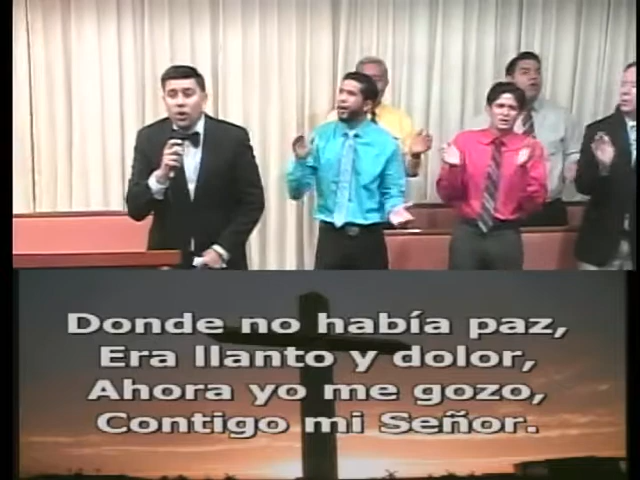 Donde no había paz,
Era llanto y dolor,
Ahora yo me gozo,
Contigo mi Señor.